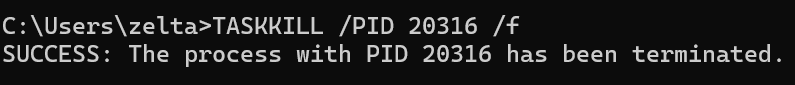 C:\Users\zelta>TASKKILL /PID 20316 /f
SUCCESS: The process with PID 20316 has been terminated.